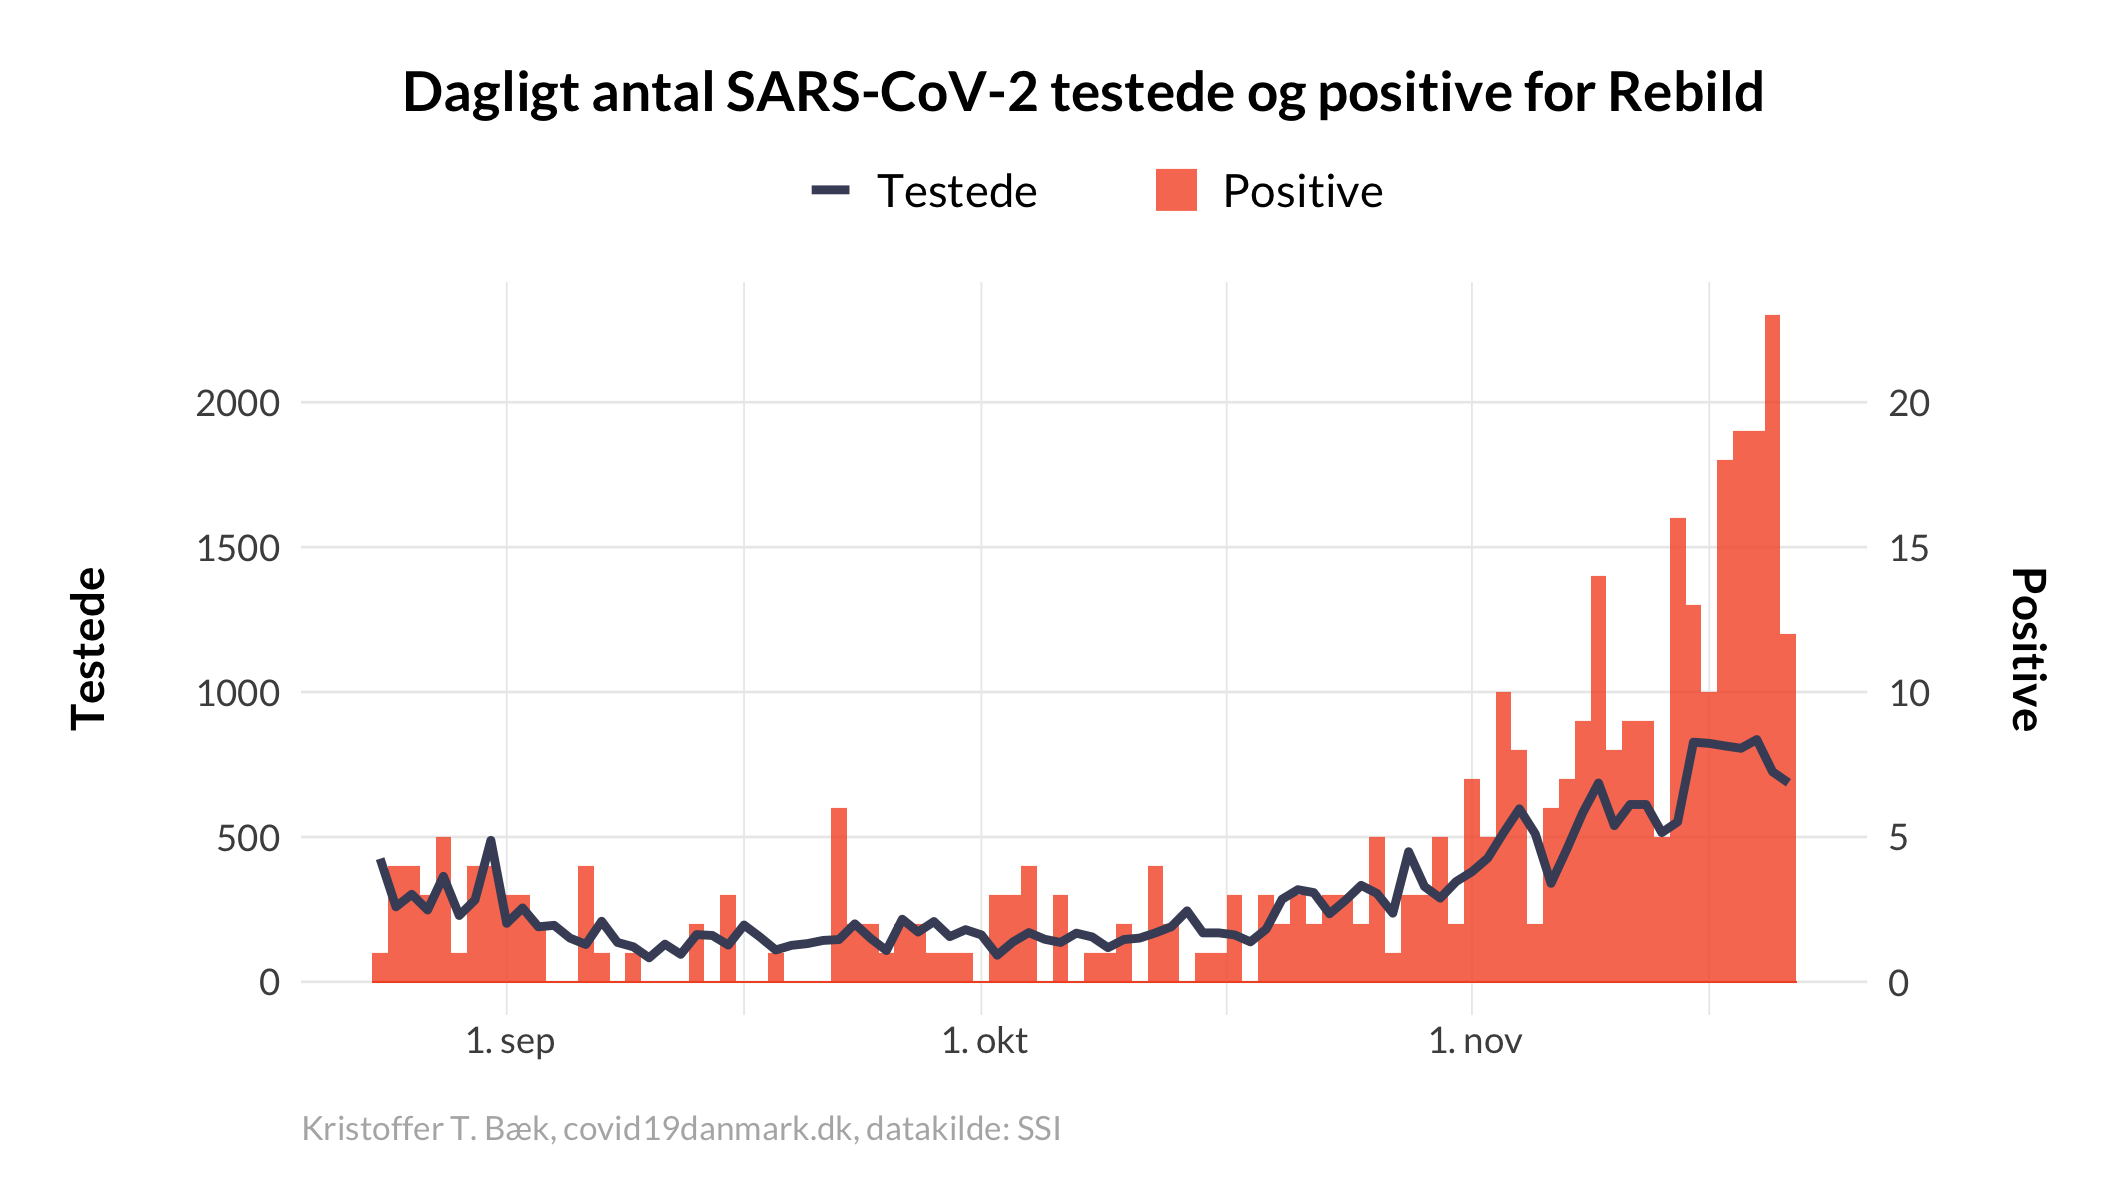 Dagligt antal SARS-CoV-2 testede og positive for Rebild
Testede
Positive
2000
1500
1000
500
0
20
15
10
5
0
Testede
Positive
1. sep
1. okt
1. nov
Kristoffer T. Bæk, covid19danmark.dk, datakilde: SSI